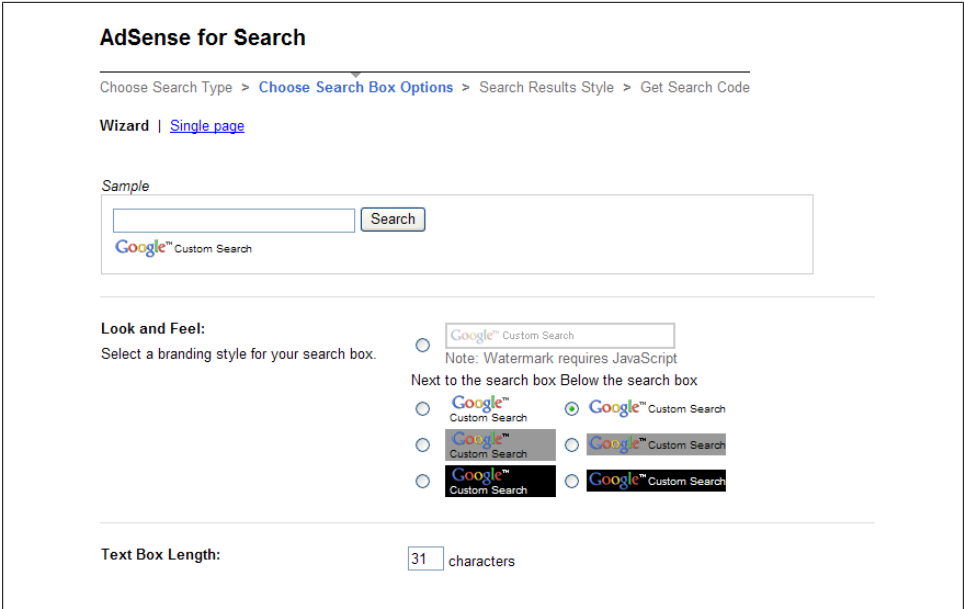 AdSense for Search
Choose Search Type > Choose Search Box Options > Search Results Style > Get Search Code
Wizard | Single page
Sample
Search
Google™ Custom Search
Look and Feel:
Select a branding style for your search box.
Google™ Custom Search
Note: Watermark requires JavaScript
Next to the search box Below the search box
Google™
Custom Search
Google™ Custom Search
Google™
Custom Search
Google™ Custom Search
Google™
Custom Search
Google™ Custom Search
Text Box Length:
31 characters